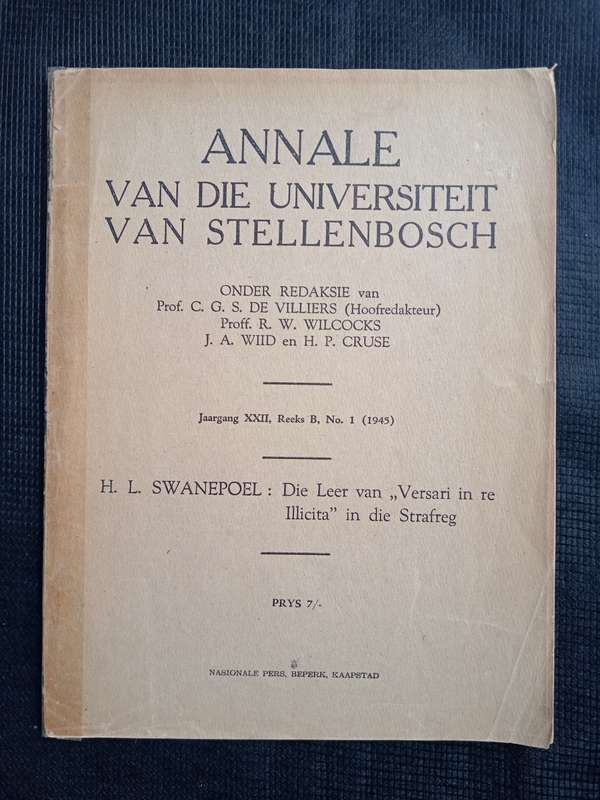 ANNALE
VAN DIE UNIVERSITEIT
VAN STELLENBOSCH
ONDER REDAKSIE van
Prof. C. G. S. DE VILLIERS (Hoofredakteur)
Proff. R. W. WILCOCKS
J. A. WIID en H. P. CRUSE
Jaargang XXII, Reeks B, No. 1 (1945)
H. L. SWANEPOEL : Die Leer van „Versari in re
Illicita” in die Strafreg
PRYS 7/-
NASIONALE PERS, BEPERK, KAAPSTAD